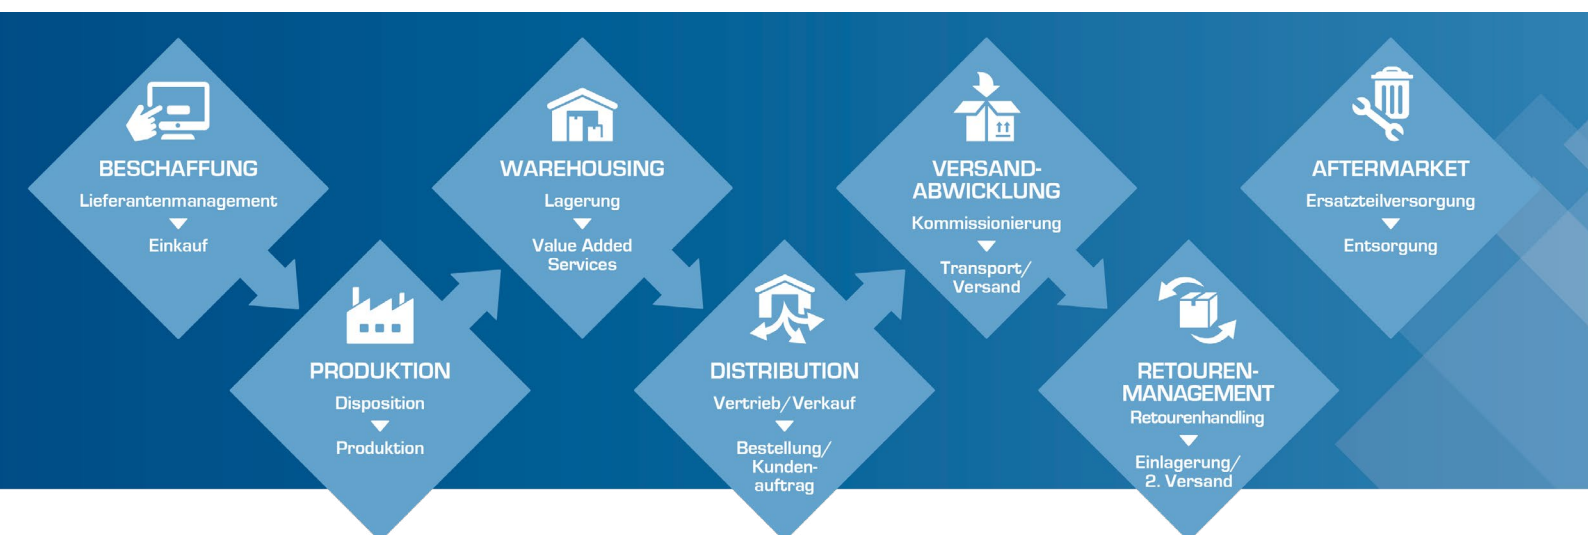 BESCHAFFUNG
Lieferantenmanagement
Einkauf
PRODUKTION
Disposition
Produktion
WAREHOUSING
Lagerung
Value Added
Services
DISTRIBUTION
Vertrieb/Verkauf
Bestellung/
Kunden-
auftrag
VERSAND-
ABWICKLUNG
Kommissionierung
Transport/
Versand
RETOUREN-
MANAGEMENT
Retourenhandling
Einlagerung/
2. Versand
AFTERMARKET
Ersatzteilversorgung
Entsorgung